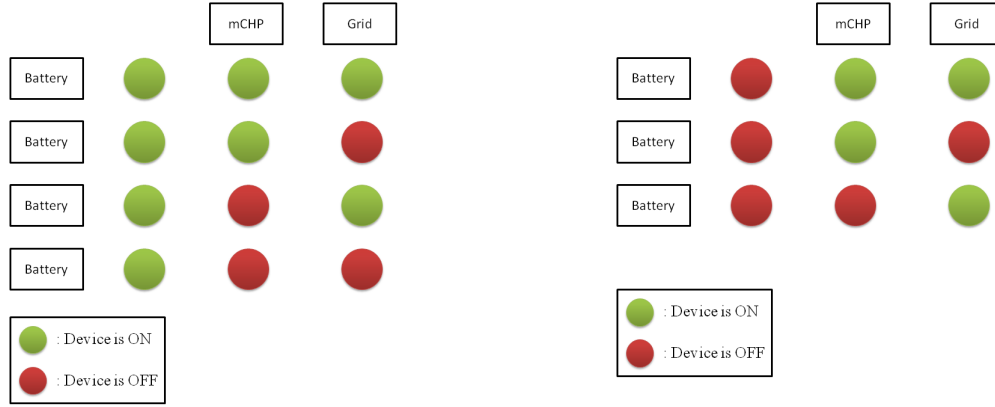 mCHP Grid
Battery
Battery
Battery
Battery
: Device is ON
: Device is OFF
mCHP Grid
Battery
Battery
Battery
: Device is ON
: Device is OFF